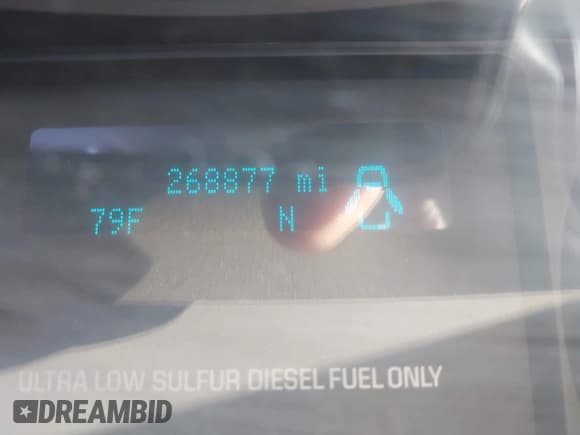 268877 mi
79F N
ULTRA LOW SULFUR DIESEL FUEL ONLY
DREAMBID